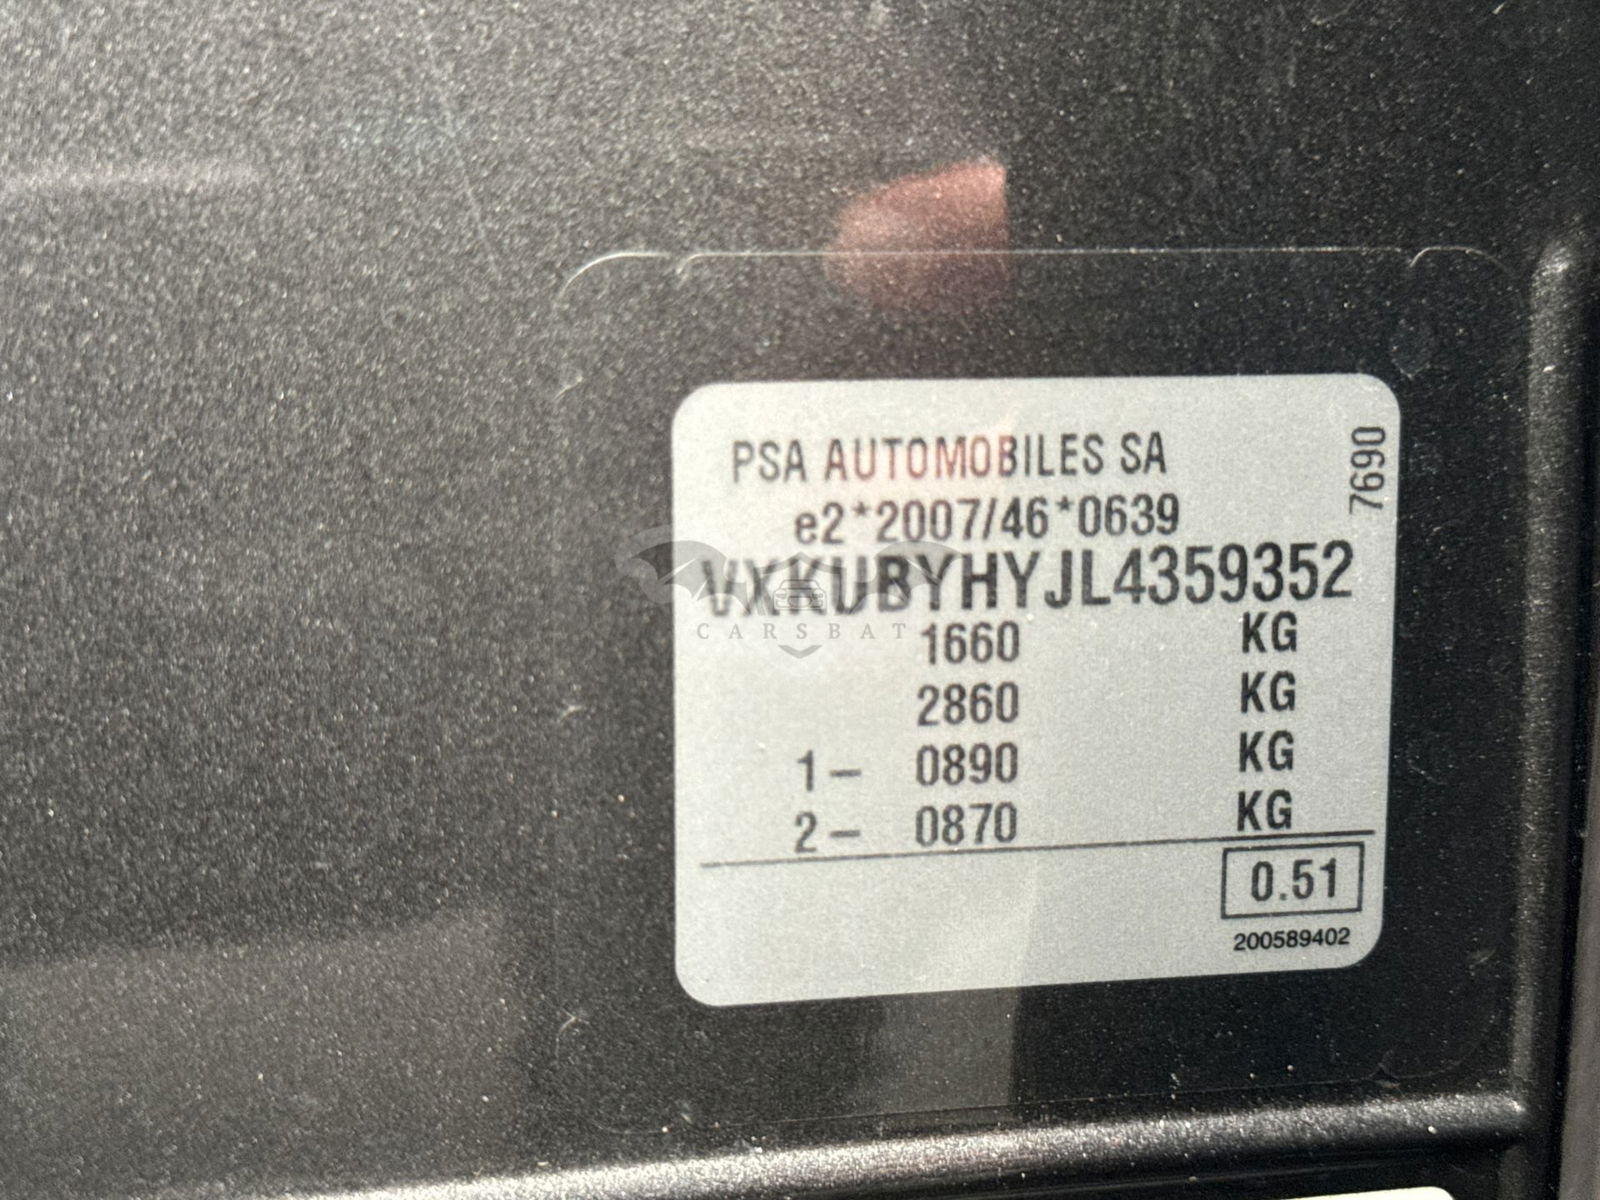 PSA AUTOMOBILES SA
7690
e2*2007/46*0639
VXKUBYHYJL4359352
CARSBAT
1660 KG
2860 KG
1– 0890 KG
2– 0870 KG
0.51
200589402